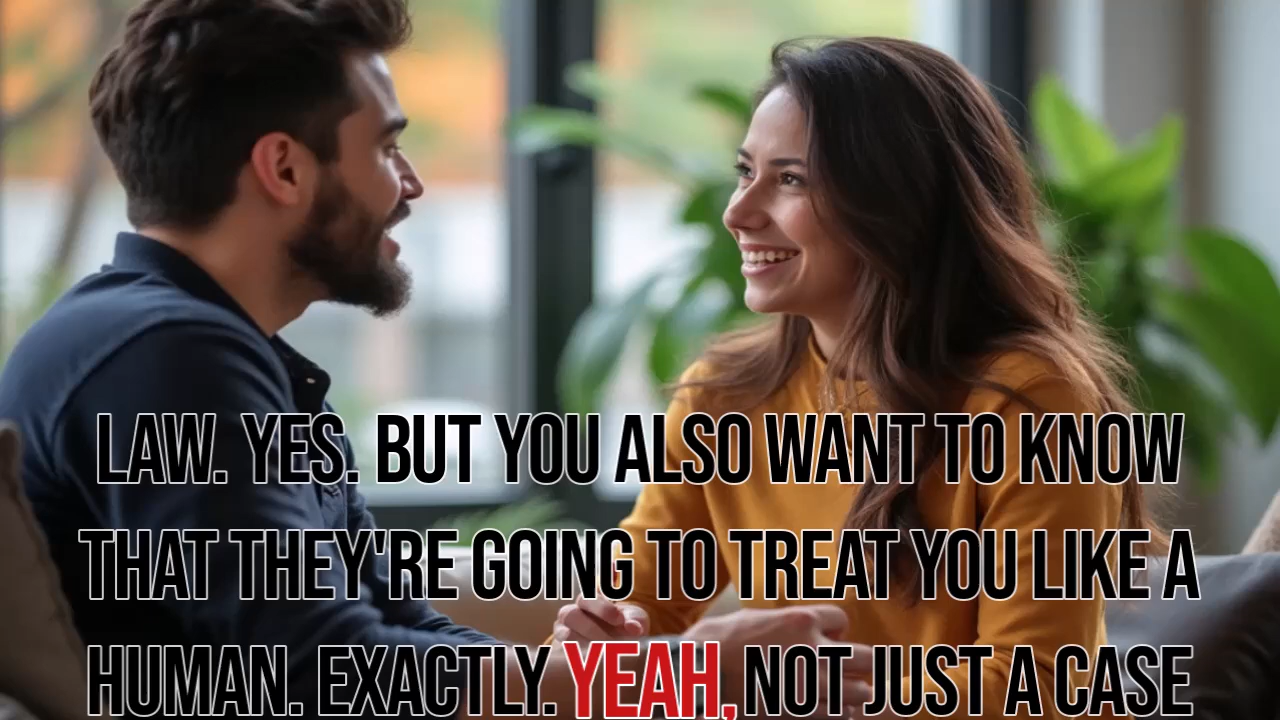 LAW. YES. BUT YOU ALSO WANT TO KNOW
THAT THEY'RE GOING TO TREAT YOU LIKE A
HUMAN. EXACTLY. YEAH, NOT JUST A CASE